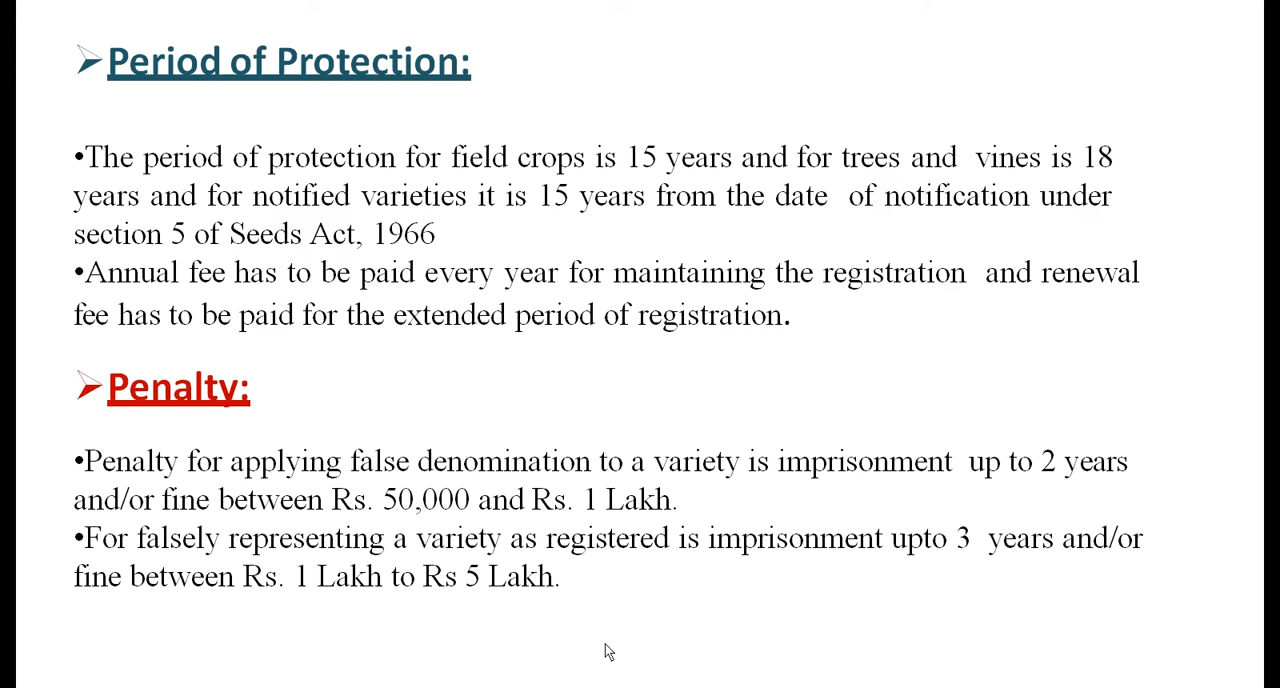 ➢Period of Protection:
•The period of protection for field crops is 15 years and for trees and vines is 18
years and for notified varieties it is 15 years from the date of notification under
section 5 of Seeds Act, 1966
•Annual fee has to be paid every year for maintaining the registration and renewal
fee has to be paid for the extended period of registration.
➢Penalty:
•Penalty for applying false denomination to a variety is imprisonment up to 2 years
and/or fine between Rs. 50,000 and Rs. 1 Lakh.
•For falsely representing a variety as registered is imprisonment upto 3 years and/or
fine between Rs. 1 Lakh to Rs 5 Lakh.